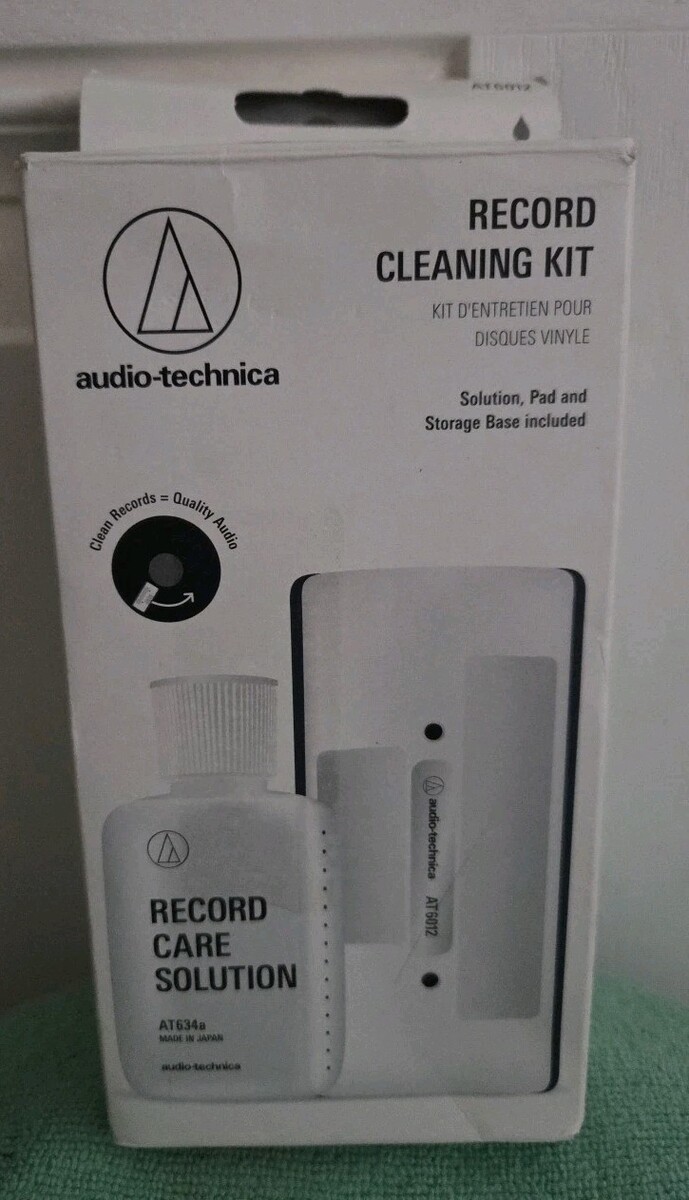 AT6012
RECORD
CLEANING KIT
KIT D'ENTRETIEN POUR
DISQUES VINYLE
audio-technica
Solution, Pad and
Storage Base included
Clean Records = Quality Audio
audio-technica AT6012
RECORD
CARE
SOLUTION
AT634a
MADE IN JAPAN
audio-technica